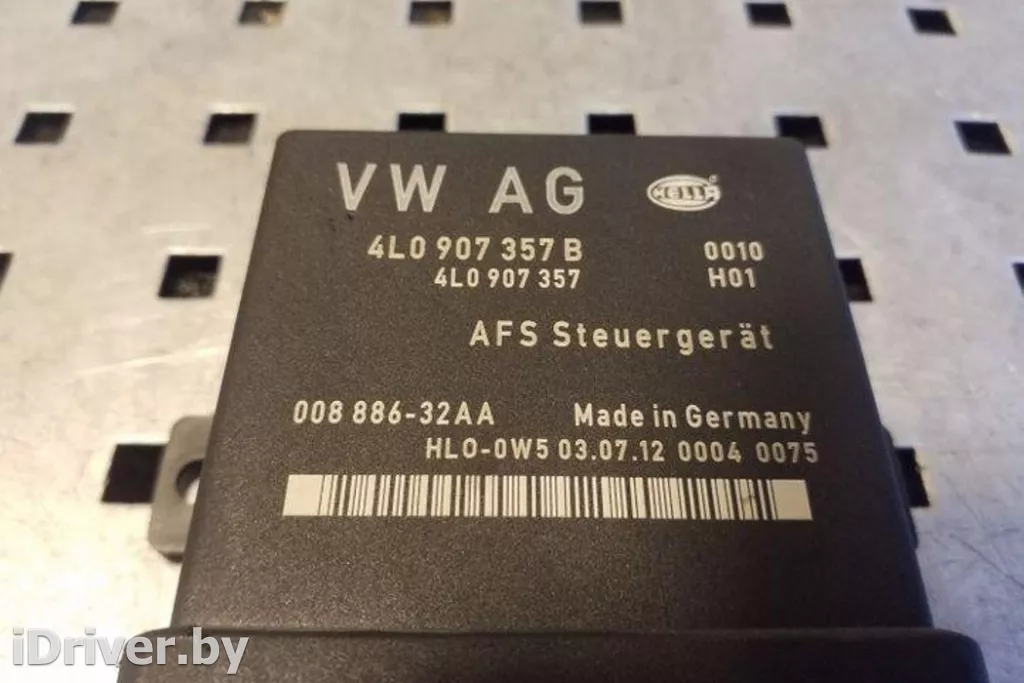 VW AG HELLA
4L0 907 357 B 0010
4L0 907 357 H01
AFS Steuergerät
008 886-32AA Made in Germany
HLO-0W5 03.07.12 0004 0075
iDriver.by